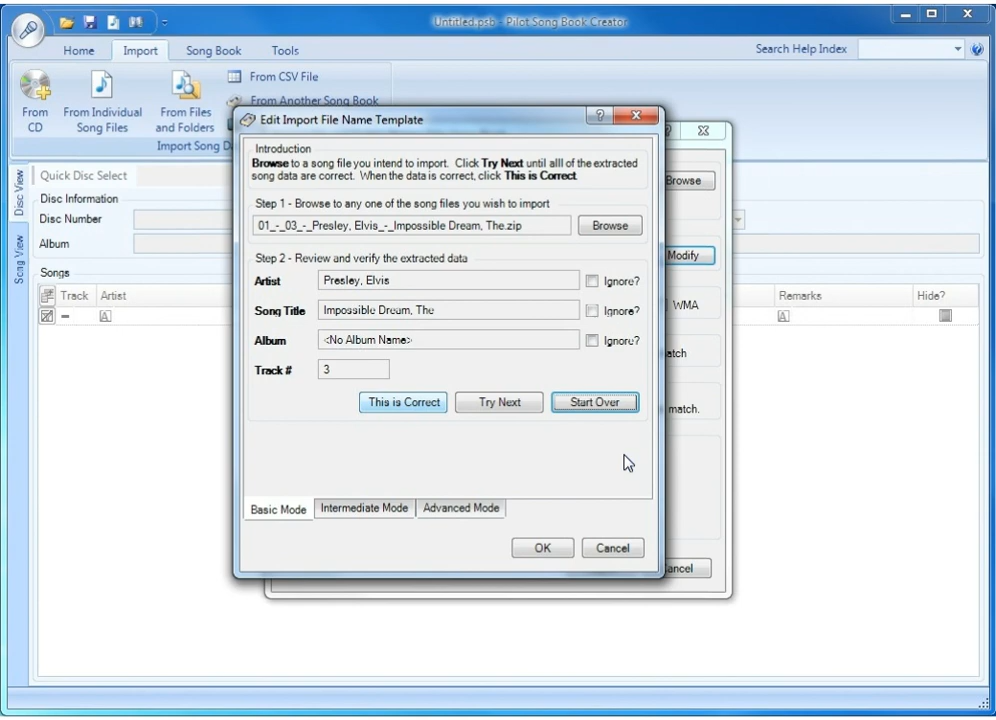 Untitled.psb - Pilot Song Book Creator
Home Import Song Book Tools Search Help Index
From CD
From Individual Song Files
From Files and Folders
From CSV File
From Another Song Book
Import Song D
Edit Import File Name Template
Introduction
Browse to a song file you intend to import. Click Try Next until alll of the extracted
song data are correct. When the data is correct, click This is Correct.
Step 1 - Browse to any one of the song files you wish to import
01_-_03_-_Presley, Elvis_-_Impossible Dream, The.zip Browse
Step 2 - Review and verify the extracted data
Artist Presley, Elvis Ignore?
Song Title Impossible Dream, The Ignore?
Album <No Album Name> Ignore?
Track # 3
This is Correct Try Next Start Over
Basic Mode Intermediate Mode Advanced Mode
OK Cancel
Browse
Modify
WMA
atch
match.
ancel
Disc View
Song View
Quick Disc Select
Disc Information
Disc Number
Album
Songs
Track Artist Remarks Hide?